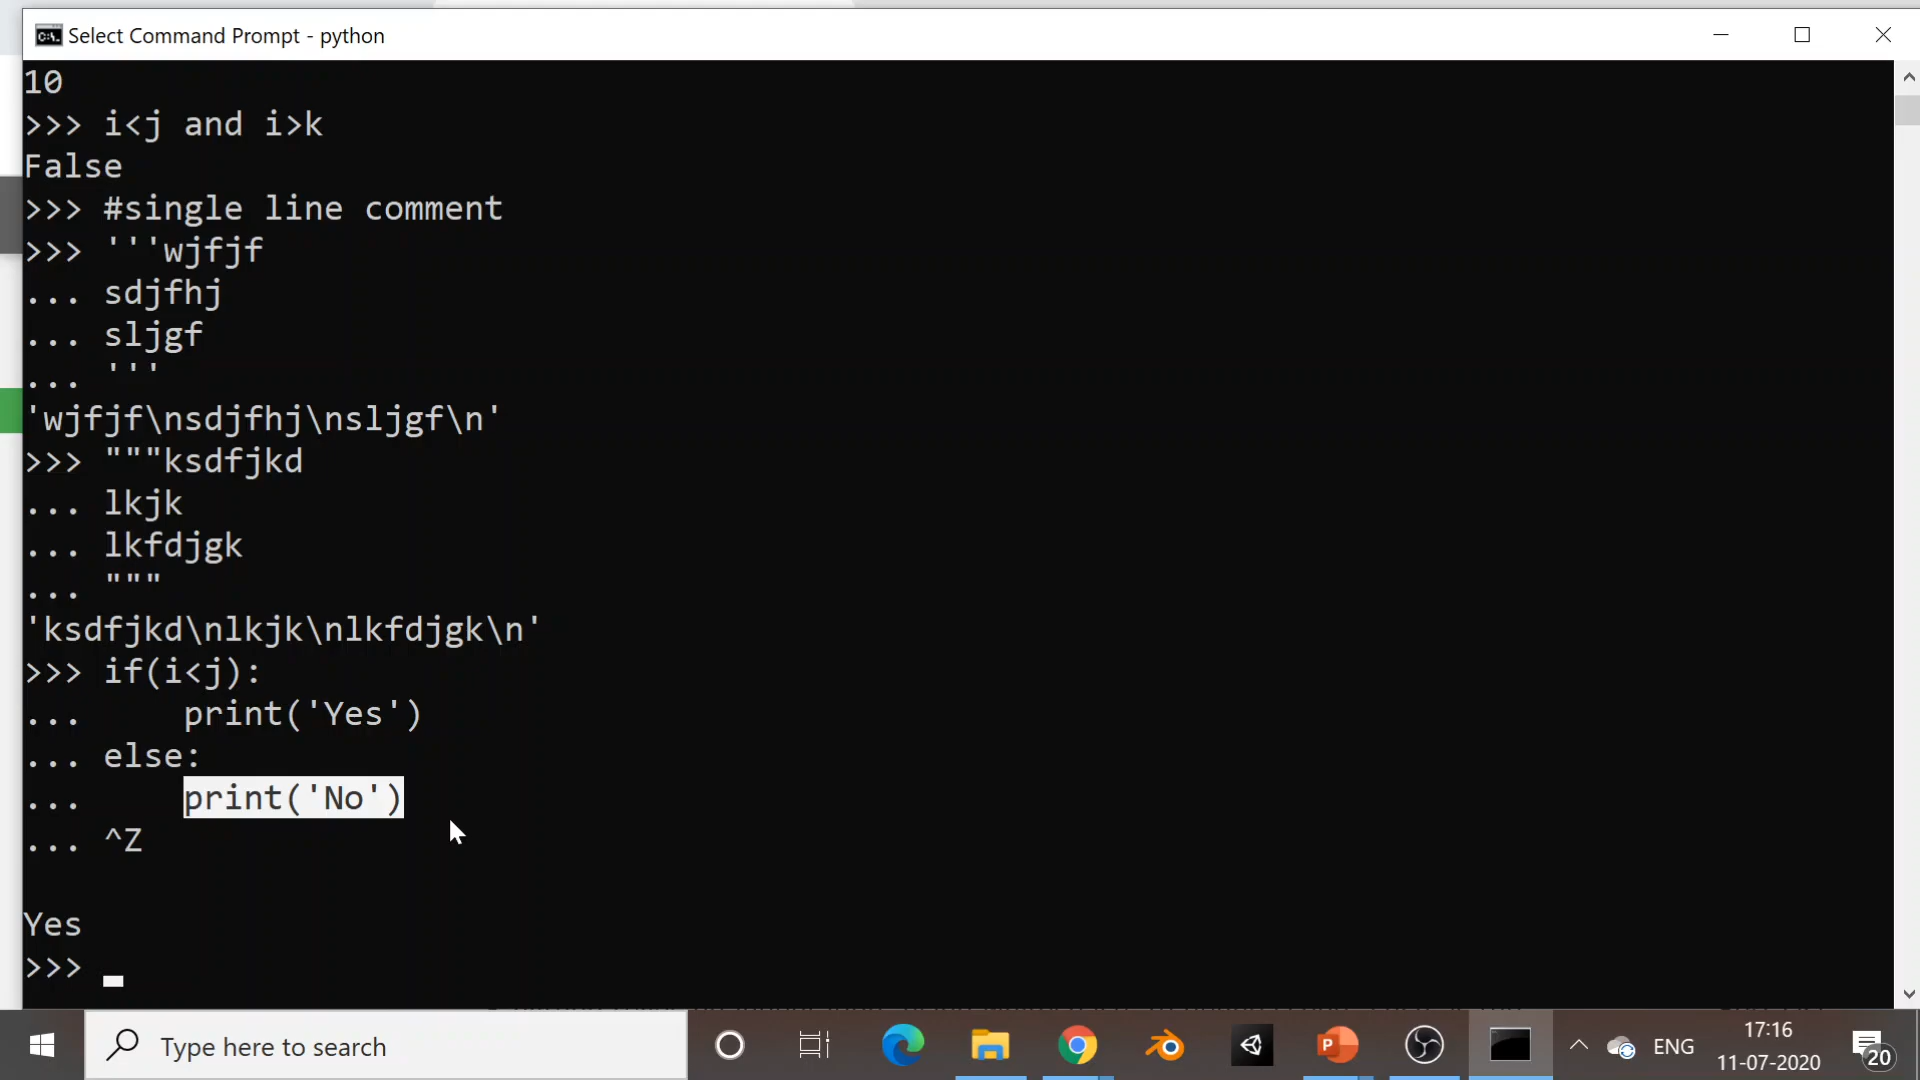 Select Command Prompt - python
10
>>> i<j and i>k
False
>>> #single line comment
>>> '''wjfjf
... sdjfhj
... sljgf
... '''
'wjfjf\nsdjfhj\nsljgf\n'
>>> """ksdfjkd
... lkjk
... lkfdjgk
... """
'ksdfjkd\nlkjk\nlkfdjgk\n'
>>> if(i<j):
...     print('Yes')
... else:
...     print('No')
... ^Z
Yes
>>>
Type here to search
ENG
17:16
11-07-2020
20